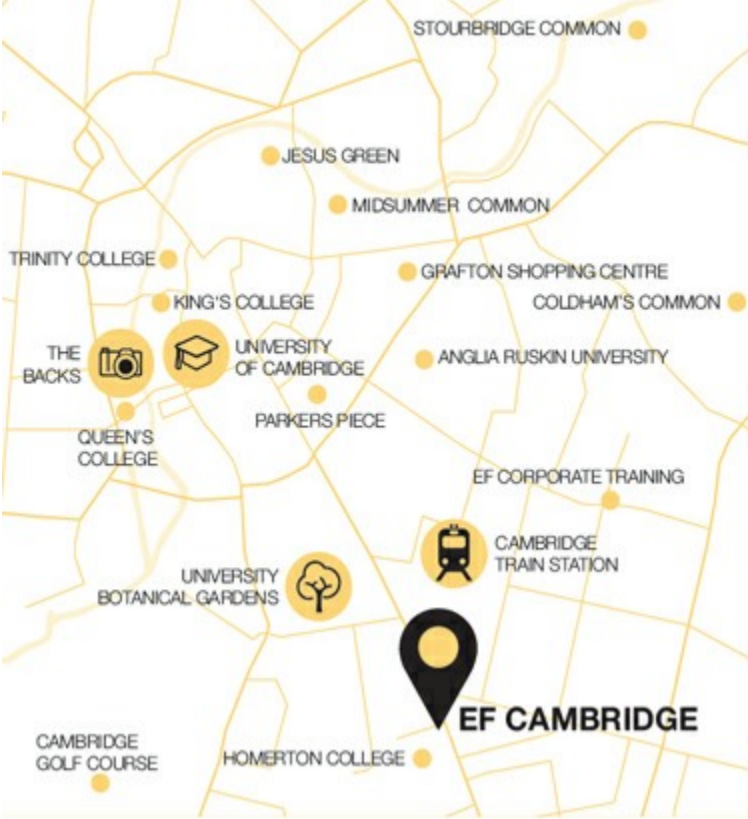 STOURBRIDGE COMMON
JESUS GREEN
MIDSUMMER COMMON
TRINITY COLLEGE
GRAFTON SHOPPING CENTRE
KING'S COLLEGE
COLDHAM'S COMMON
THE
BACKS
UNIVERSITY
OF CAMBRIDGE
ANGLIA RUSKIN UNIVERSITY
PARKERS PIECE
QUEEN'S
COLLEGE
EF CORPORATE TRAINING
CAMBRIDGE
TRAIN STATION
UNIVERSITY
BOTANICAL GARDENS
EF CAMBRIDGE
CAMBRIDGE
GOLF COURSE
HOMERTON COLLEGE